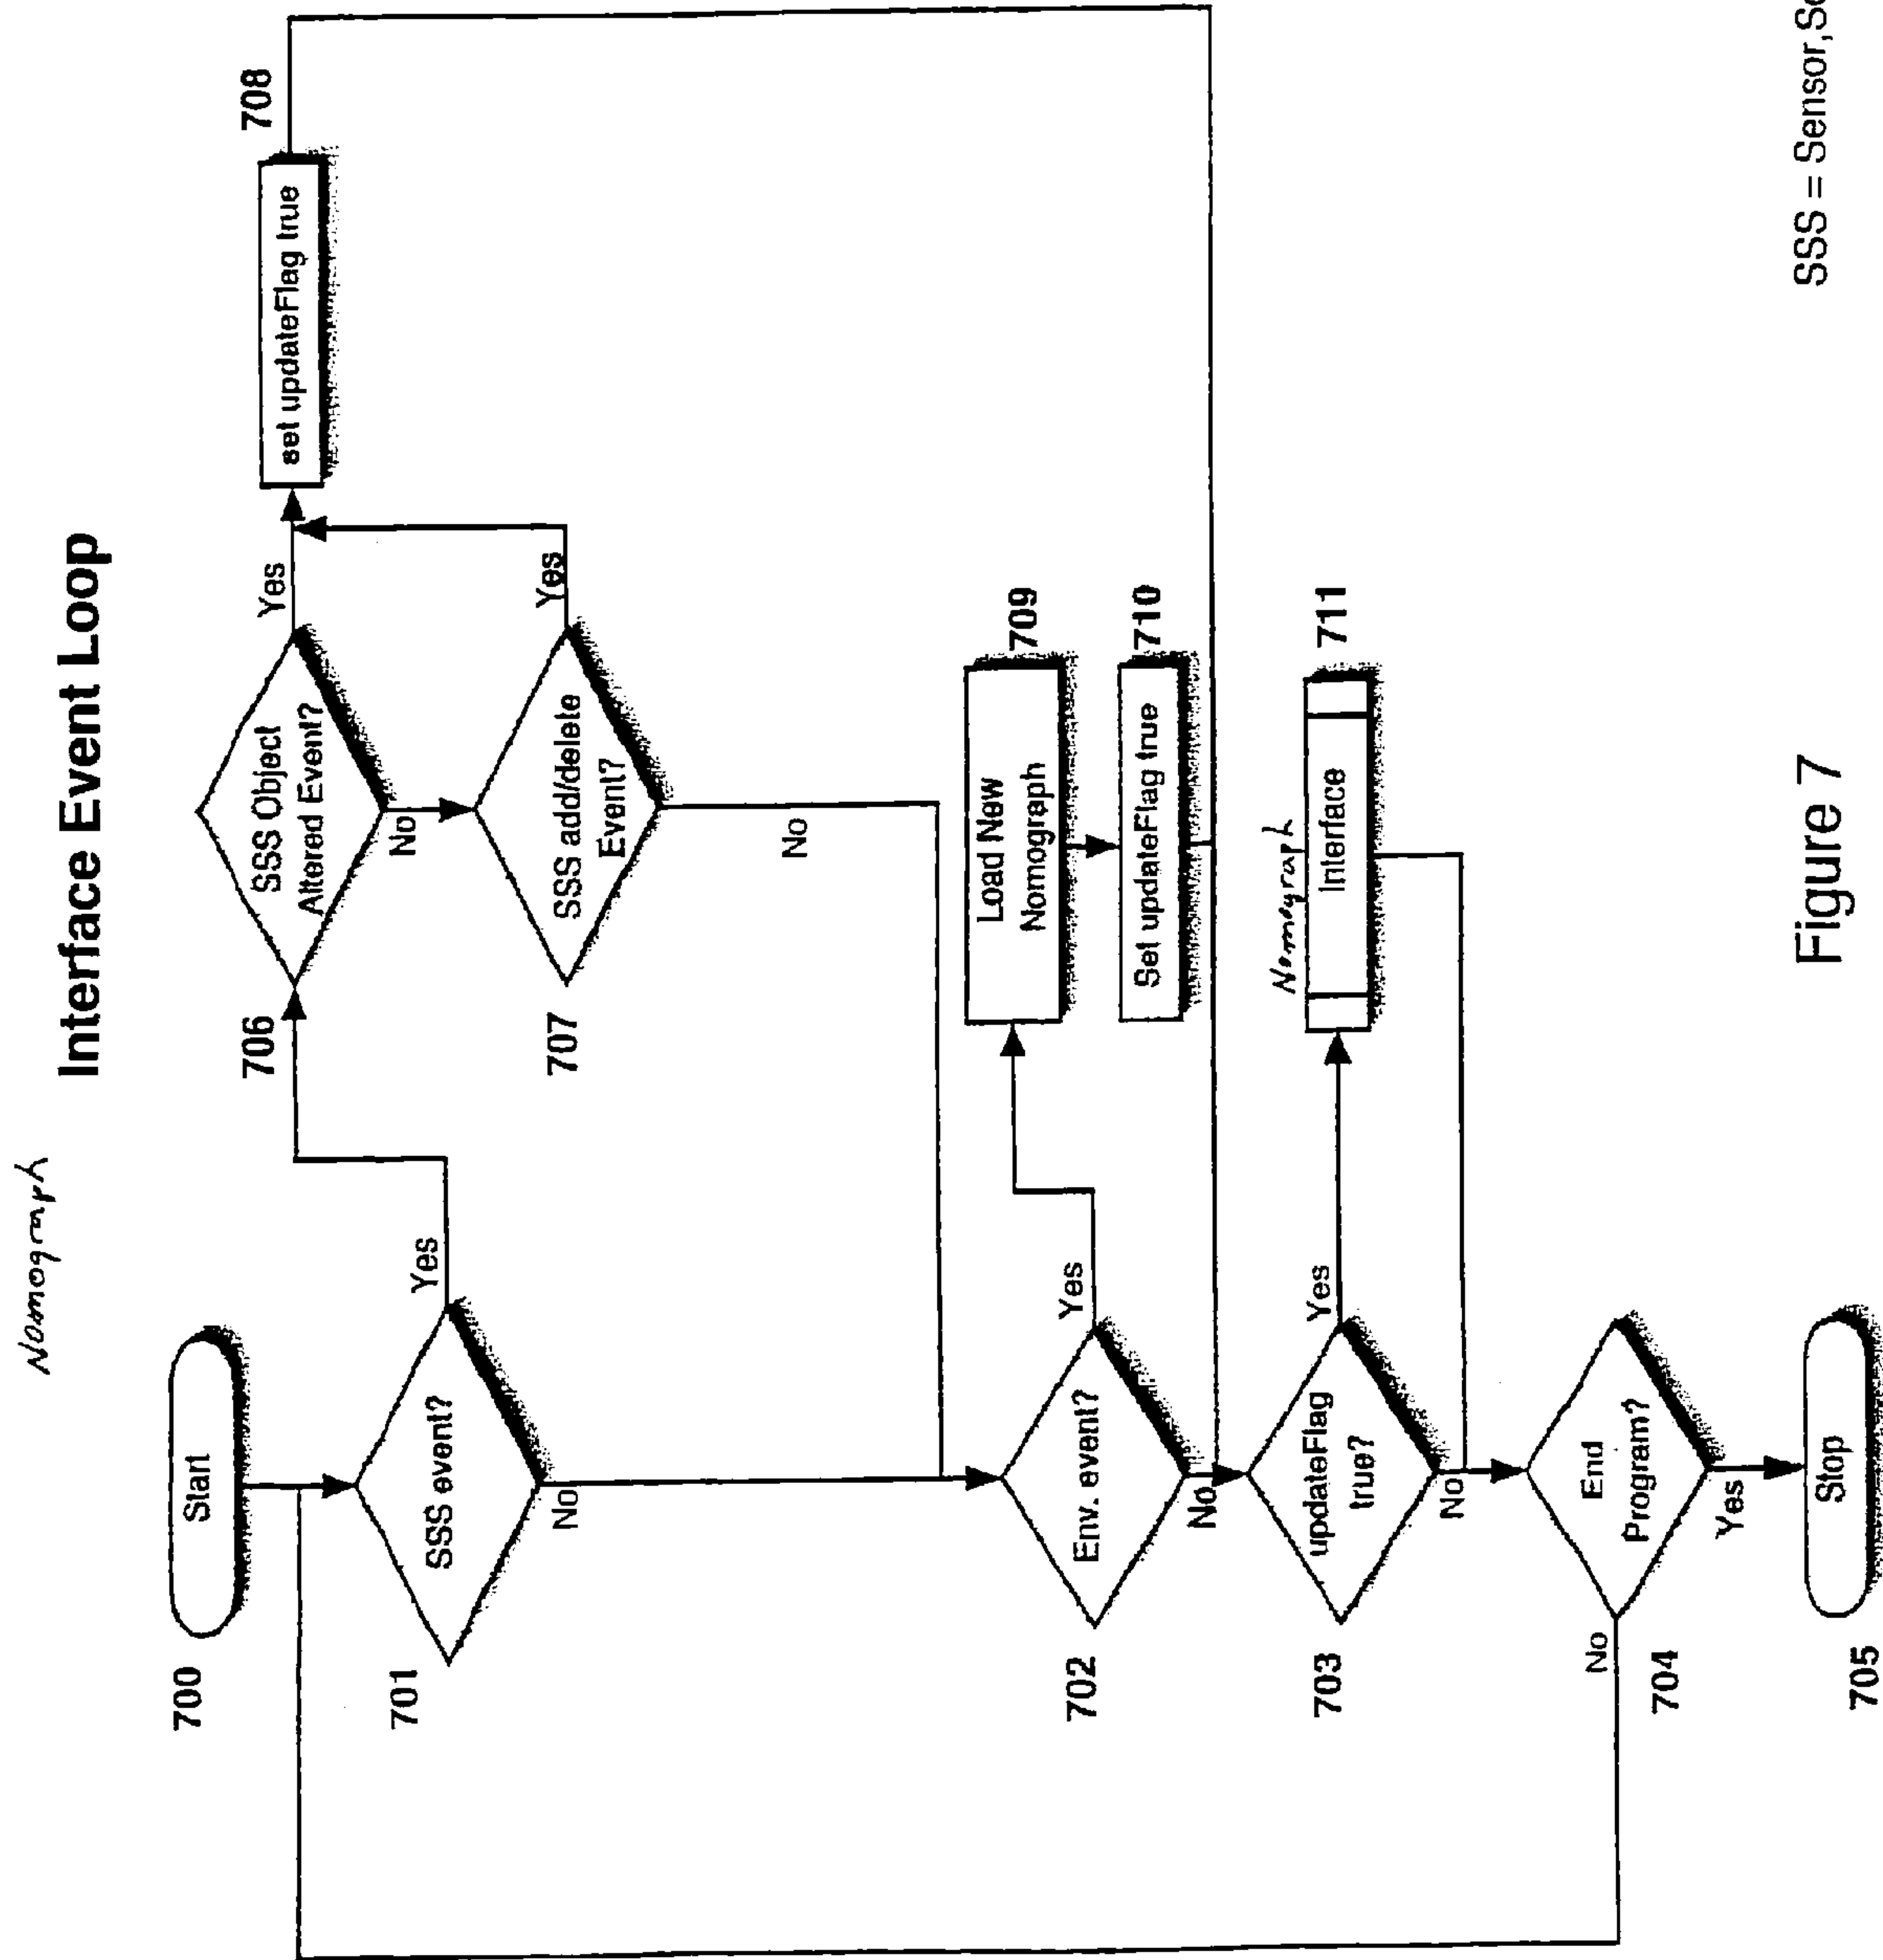 Nomograph
Interface Event Loop
700
Start
701
SSS event?
Yes
No
706
SSS Object
Altered Event?
Yes
No
708
set updateFlag true
707
SSS add/delete
Event?
Yes
No
702
Env. event?
Yes
No
709
Load New
Nomograph
710
Set updateFlag true
703
updateFlag
true?
Yes
No
711
Nomograph
Interface
704
End
Program?
No
Yes
705
Stop
Figure 7
SSS = Sensor,